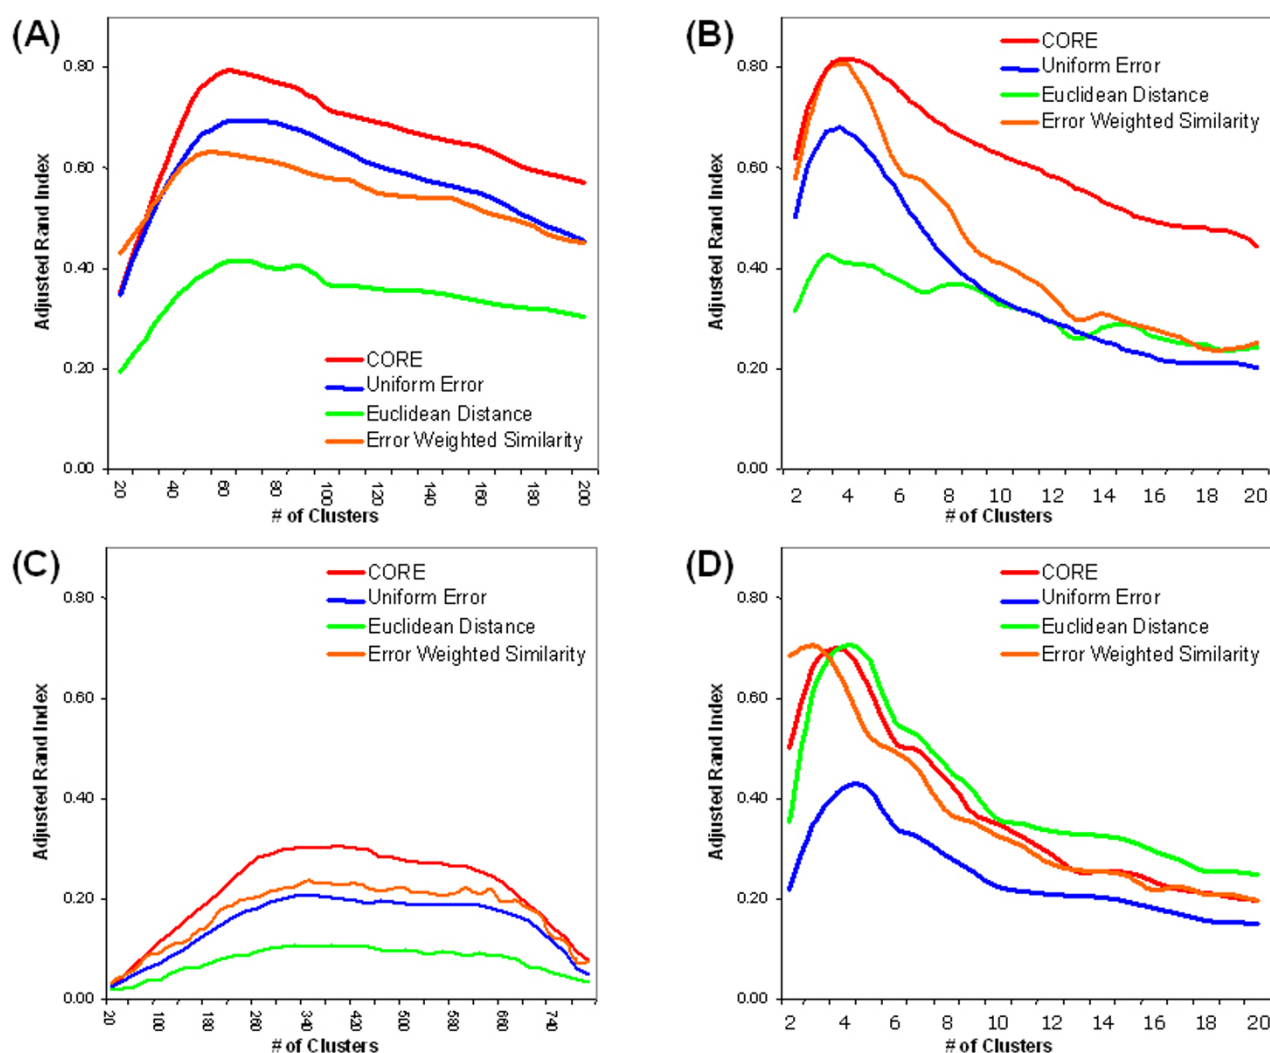 (A)
Adjusted Rand Index
0.80
0.60
0.40
0.20
0.00
CORE
Uniform Error
Euclidean Distance
Error Weighted Similarity
20 40 60 80 100 120 140 160 200
# of Clusters
(B)
Adjusted Rand Index
0.80
0.60
0.40
0.20
0.00
CORE
Uniform Error
Euclidean Distance
Error Weighted Similarity
2 4 6 8 10 12 14 16 18 20
# of Clusters
(C)
Adjusted Rand Index
0.80
0.60
0.40
0.20
0.00
CORE
Uniform Error
Euclidean Distance
Error Weighted Similarity
20 100 180 260 340 420 500 580 660 740
# of Clusters
(D)
Adjusted Rand Index
0.80
0.60
0.40
0.20
0.00
CORE
Uniform Error
Euclidean Distance
Error Weighted Similarity
2 4 6 8 10 12 14 16 18 20
# of Clusters